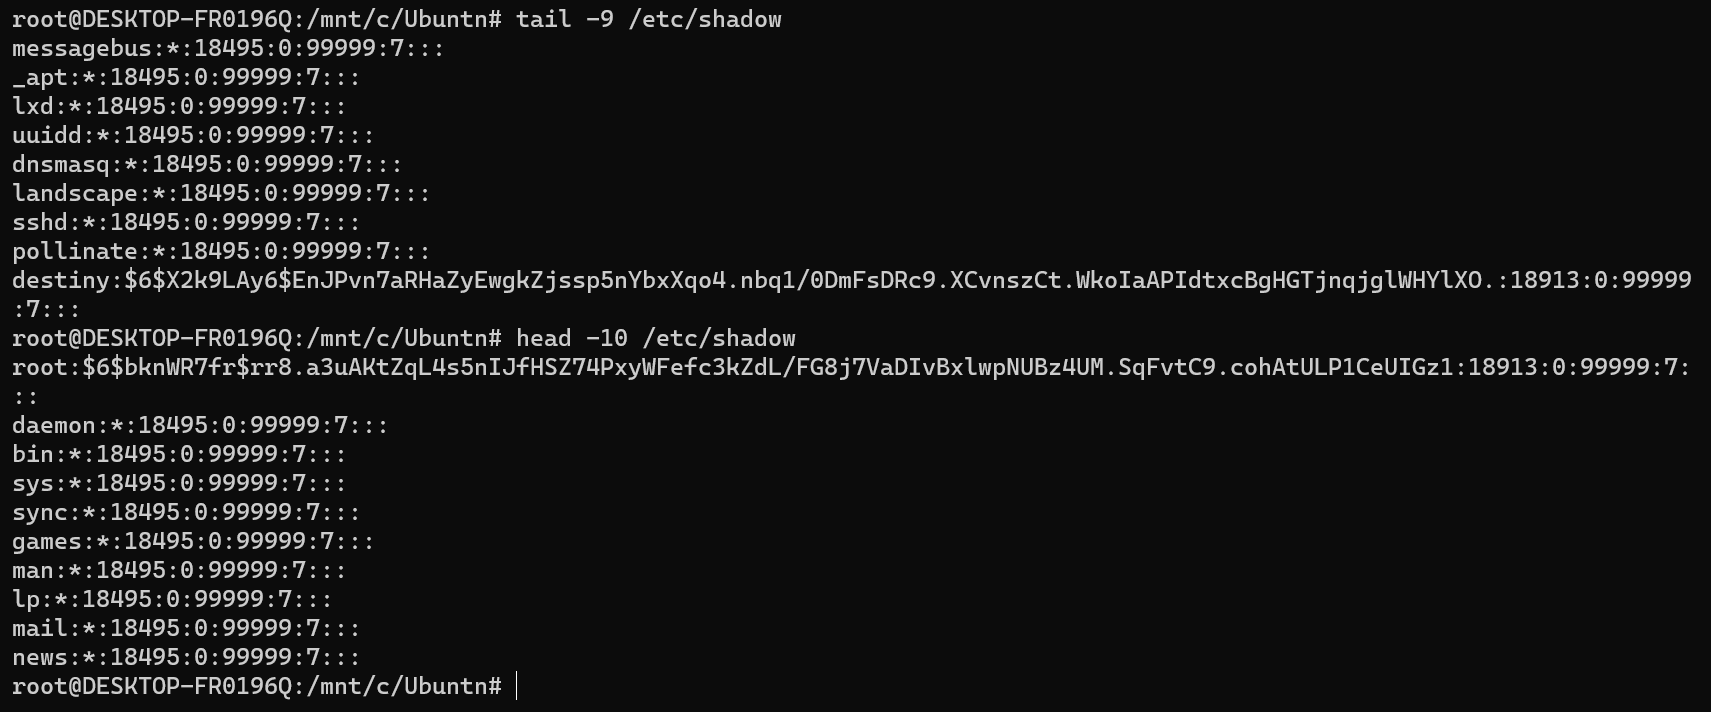 root@DESKTOP-FR0196Q:/mnt/c/Ubuntn# tail -9 /etc/shadow
messagebus:*:18495:0:99999:7:::
_apt:*:18495:0:99999:7:::
lxd:*:18495:0:99999:7:::
uuidd:*:18495:0:99999:7:::
dnsmasq:*:18495:0:99999:7:::
landscape:*:18495:0:99999:7:::
sshd:*:18495:0:99999:7:::
pollinate:*:18495:0:99999:7:::
destiny:$6$X2k9LAy6$EnJPvn7aRHaZyEwgkZjssp5nYbxXqo4.nbq1/0DmFsDRc9.XCvnszCt.WkoIaAPIdtxcBgHGTjnqjglWHYlXO.:18913:0:99999
:7:::
root@DESKTOP-FR0196Q:/mnt/c/Ubuntn# head -10 /etc/shadow
root:$6$bknWR7fr$rr8.a3uAKtZqL4s5nIJfHSZ74PxyWFefc3kZdL/FG8j7VaDIvBxlwpNUBz4UM.SqFvtC9.cohAtULP1CeUIGz1:18913:0:99999:7:
::
daemon:*:18495:0:99999:7:::
bin:*:18495:0:99999:7:::
sys:*:18495:0:99999:7:::
sync:*:18495:0:99999:7:::
games:*:18495:0:99999:7:::
man:*:18495:0:99999:7:::
lp:*:18495:0:99999:7:::
mail:*:18495:0:99999:7:::
news:*:18495:0:99999:7:::
root@DESKTOP-FR0196Q:/mnt/c/Ubuntn#